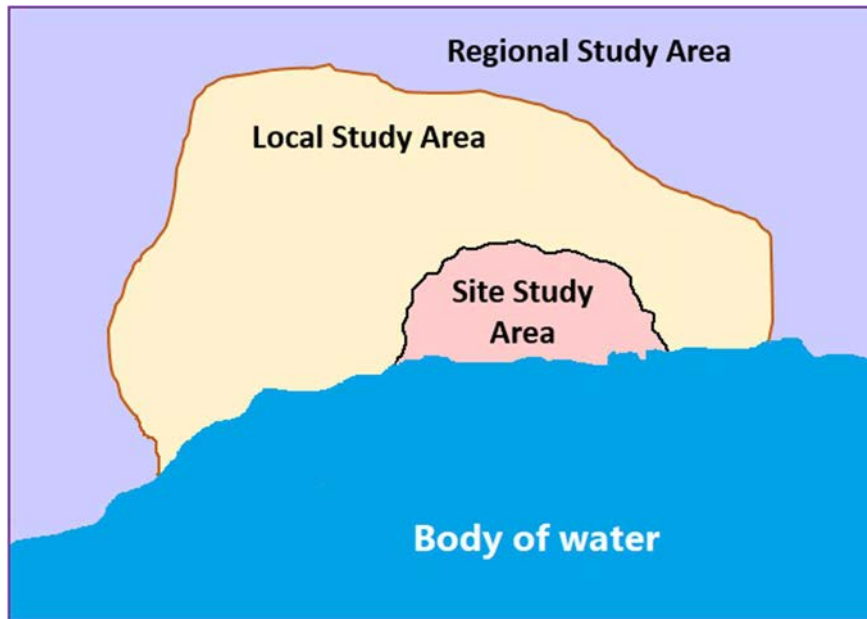 Regional Study Area
Local Study Area
Site Study
Area
Body of water